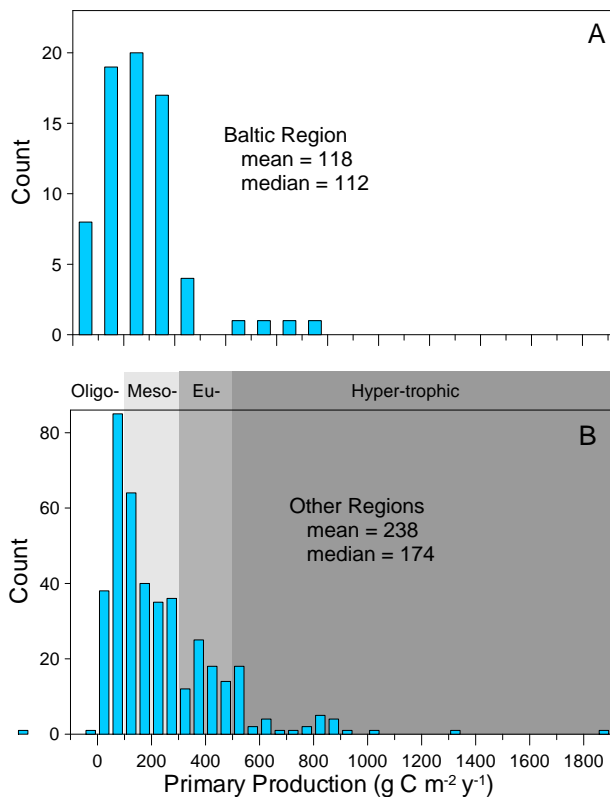 A
20
15
10
5
0
Count
Baltic Region
mean = 118
median = 112
Oligo- Meso- Eu- Hyper-trophic
B
80
60
40
20
0
Count
Other Regions
mean = 238
median = 174
0 200 400 600 800 1000 1200 1400 1600 1800
Primary Production (g C m⁻² y⁻¹)